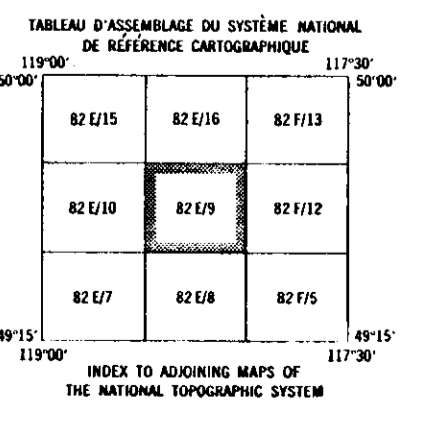 TABLEAU D'ASSEMBLAGE DU SYSTÈME NATIONAL
DE RÉFÉRENCE CARTOGRAPHIQUE
119°00' 117°30'
50°00' 50°00'
82 E/15 82 E/16 82 F/13
82 E/10 82 E/9 82 F/12
82 E/7 82 E/8 82 F/5
49°15' 49°15'
119°00' 117°30'
INDEX TO ADJOINING MAPS OF
THE NATIONAL TOPOGRAPHIC SYSTEM